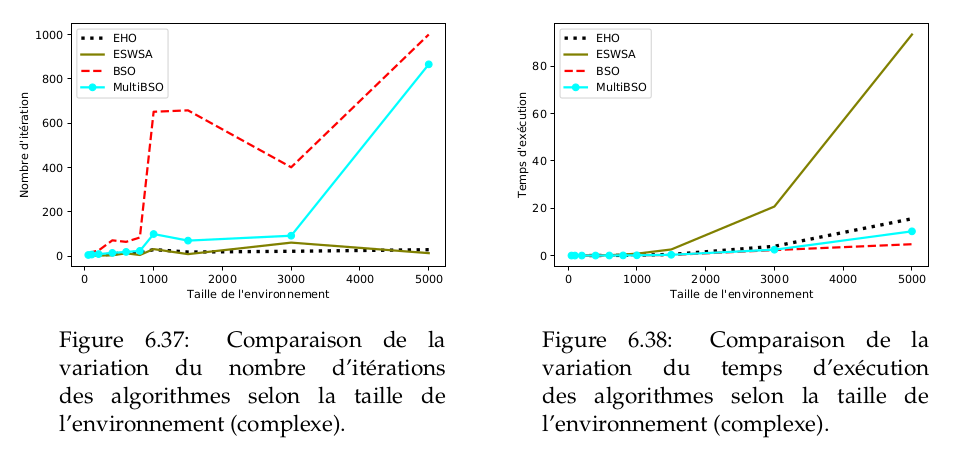 1000
800
600
400
200
0
Nombre d'itération
EHO
ESWSA
BSO
MultiBSO
0 1000 2000 3000 4000 5000
Taille de l'environnement
Figure 6.37: Comparaison de la
variation du nombre d'itérations
des algorithmes selon la taille de
l'environnement (complexe).
80
60
40
20
0
Temps d'exécution
EHO
ESWSA
BSO
MultiBSO
0 1000 2000 3000 4000 5000
Taille de l'environnement
Figure 6.38: Comparaison de la
variation du temps d'exécution
des algorithmes selon la taille de
l'environnement (complexe).